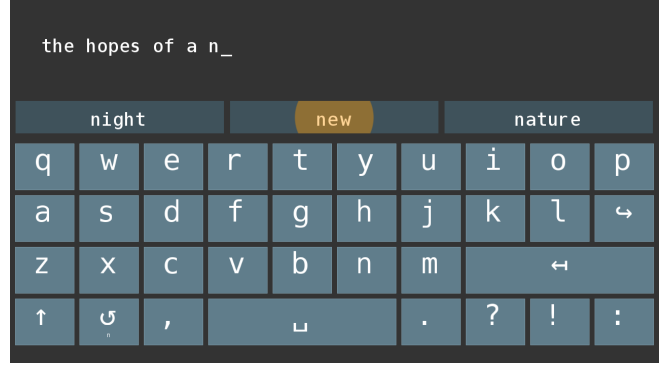 the hopes of a n_
night new nature
q w e r t y u i o p
a s d f g h j k l ↪
z x c v b n m ↤
↑ ↺ , ␣ . ? ! :